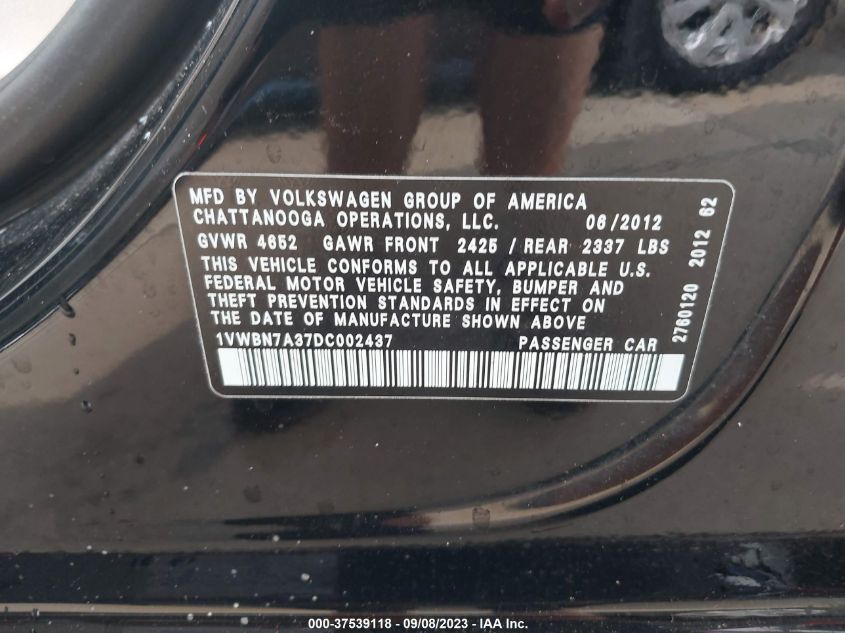 MFD BY VOLKSWAGEN GROUP OF AMERICA
CHATTANOOGA OPERATIONS, LLC. 06/2012
GVWR 4652 GAWR FRONT 2425 / REAR 2337 LBS
THIS VEHICLE CONFORMS TO ALL APPLICABLE U.S.
FEDERAL MOTOR VEHICLE SAFETY, BUMPER AND
THEFT PREVENTION STANDARDS IN EFFECT ON
THE DATE OF MANUFACTURE SHOWN ABOVE
1VWBN7A37DC002437 PASSENGER CAR
2760120 2012 62
000-37539118 - 09/08/2023 - IAA Inc.